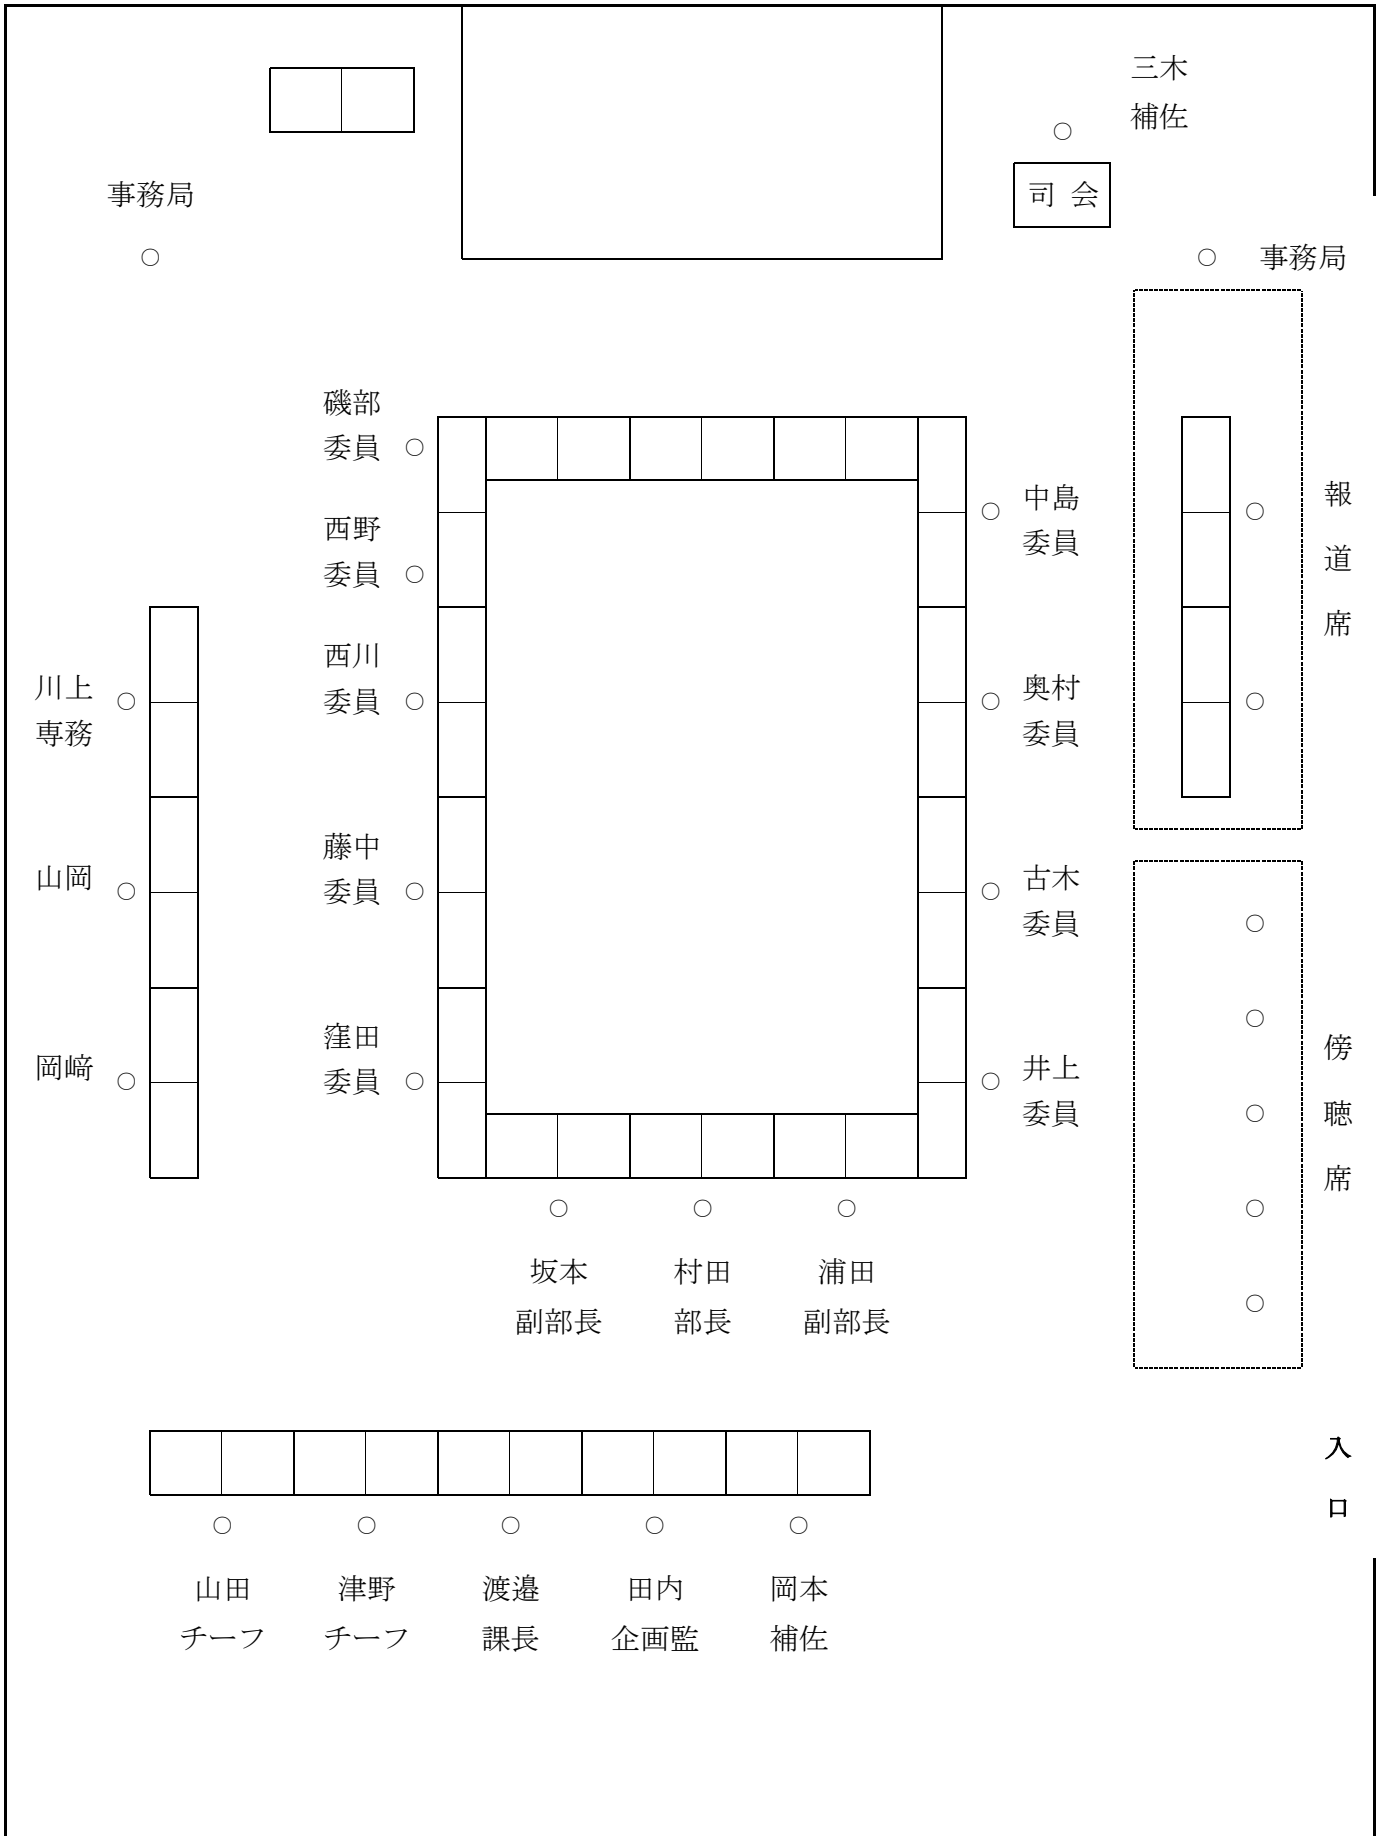 三木
補佐
○
司 会
事務局
○
○ 事務局
磯部
委員 ○
西野
委員 ○
西川
委員 ○
藤中
委員 ○
窪田
委員 ○
中島
○
委員
奥村
○
委員
古木
○
委員
井上
○
委員
川上
○
専務
山岡 ○
岡﨑 ○
○
○
報
道
席
○
○
○
○
○
傍
聴
席
○ ○ ○
坂本 村田 浦田
副部長 部長 副部長
入
口
○ ○ ○ ○ ○
山田 津野 渡邉 田内 岡本
チーフ チーフ 課長 企画監 補佐